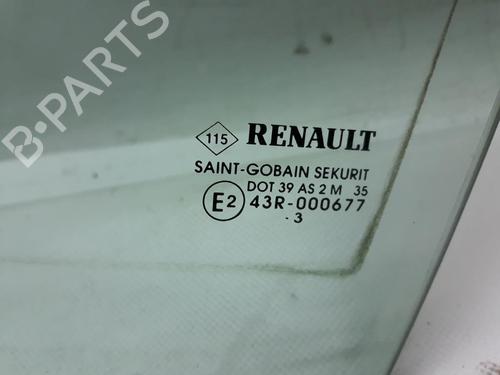 B-PARTS
115 RENAULT
SAINT-GOBAIN SEKURIT
DOT 39 AS 2 M 35
E2 43R-000677
.3